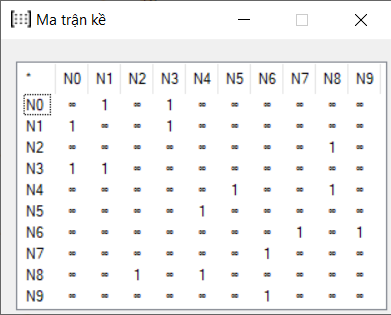 Ma trận kề
* N0 N1 N2 N3 N4 N5 N6 N7 N8 N9
N0 ∞ 1 ∞ 1 ∞ ∞ ∞ ∞ ∞ ∞
N1 1 ∞ ∞ 1 ∞ ∞ ∞ ∞ ∞ ∞
N2 ∞ ∞ ∞ ∞ ∞ ∞ ∞ ∞ 1 ∞
N3 1 1 ∞ ∞ ∞ ∞ ∞ ∞ ∞ ∞
N4 ∞ ∞ ∞ ∞ ∞ 1 ∞ ∞ 1 ∞
N5 ∞ ∞ ∞ ∞ 1 ∞ ∞ ∞ ∞ ∞
N6 ∞ ∞ ∞ ∞ ∞ ∞ ∞ 1 ∞ 1
N7 ∞ ∞ ∞ ∞ ∞ ∞ 1 ∞ ∞ ∞
N8 ∞ ∞ 1 ∞ 1 ∞ ∞ ∞ ∞ ∞
N9 ∞ ∞ ∞ ∞ ∞ ∞ 1 ∞ ∞ ∞